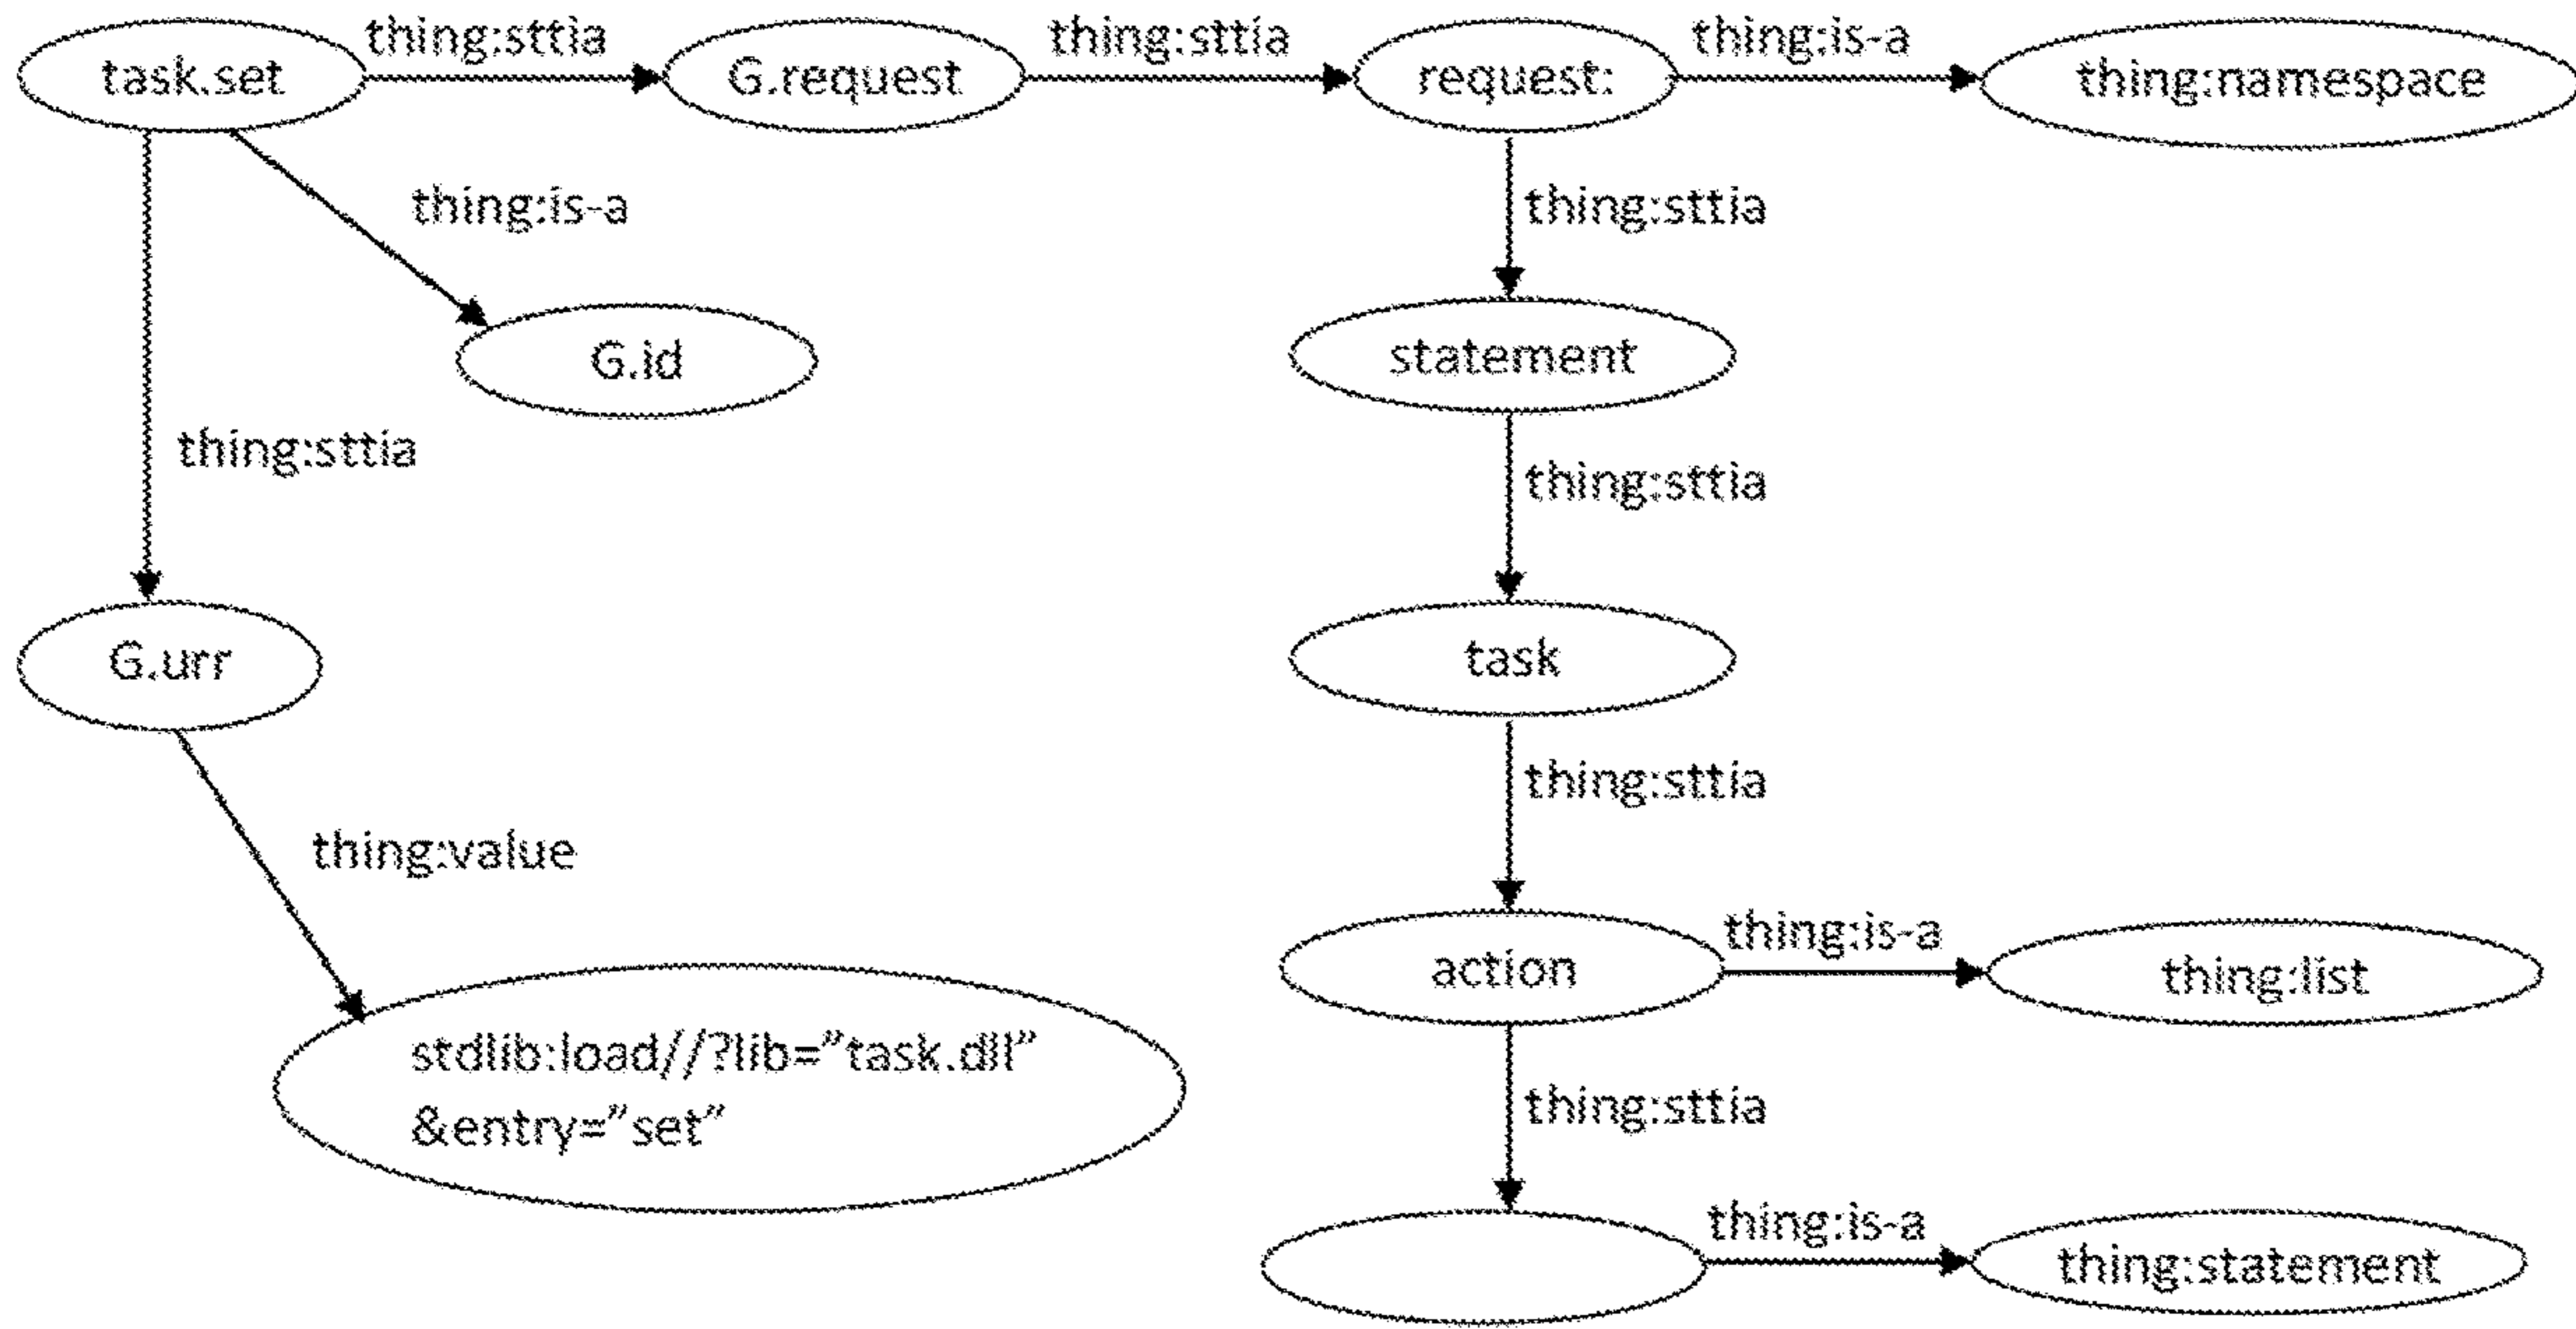 thing:sttia
thing:sttia
thing:is-a
task.set
G.request
request:
thing:namespace
thing:is-a
thing:sttia
G.id
statement
thing:sttia
thing:sttia
G.urr
task
thing:sttia
thing:value
thing:is-a
action
thing:list
stdlib:load//?lib=”task.dll”
&entry=”set”
thing:sttia
thing:is-a
thing:statement